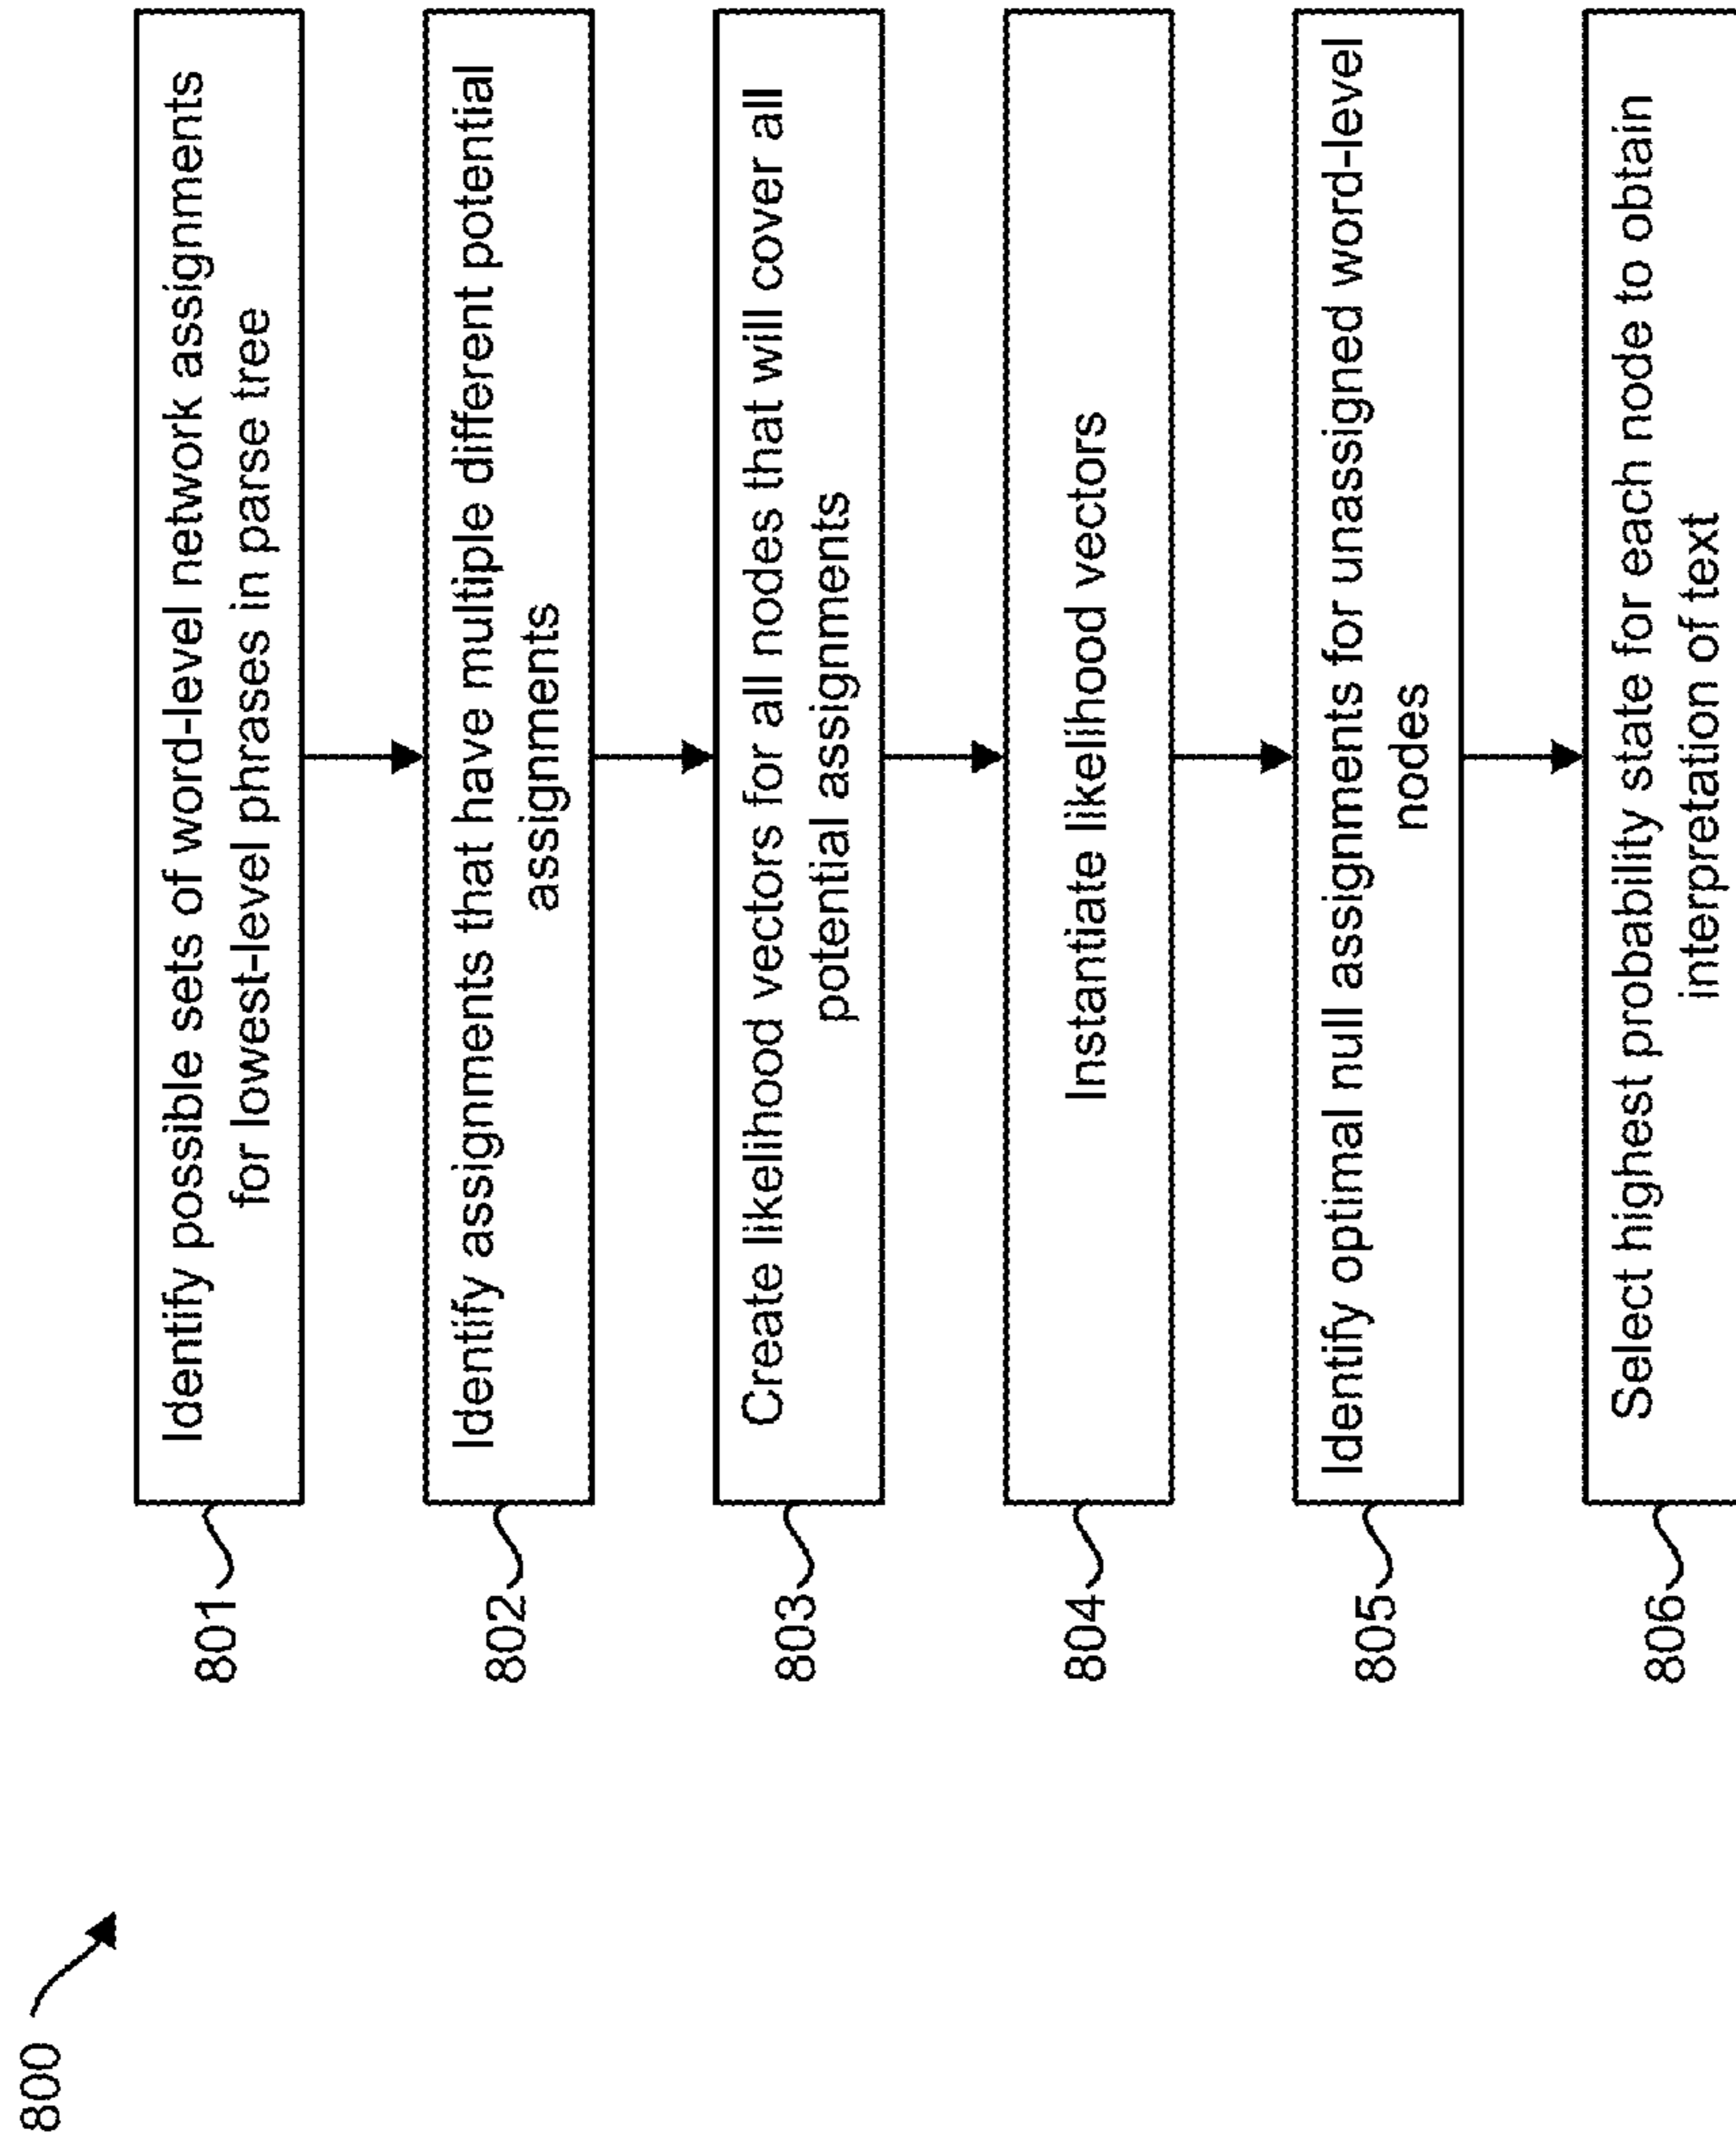 800
801
Identify possible sets of word-level network assignments
for lowest-level phrases in parse tree
802
Identify assignments that have multiple different potential
assignments
803
Create likelihood vectors for all nodes that will cover all
potential assignments
804
Instantiate likelihood vectors
805
Identify optimal null assignments for unassigned word-level
nodes
806
Select highest probability state for each node to obtain
interpretation of text